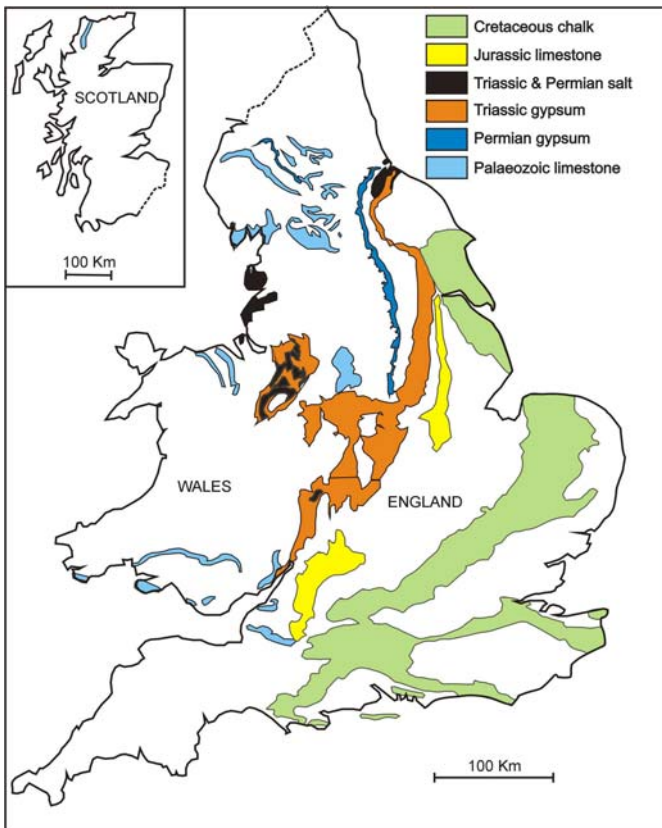 SCOTLAND
100 Km
Cretaceous chalk
Jurassic limestone
Triassic & Permian salt
Triassic gypsum
Permian gypsum
Palaeozoic limestone
WALES
ENGLAND
100 Km